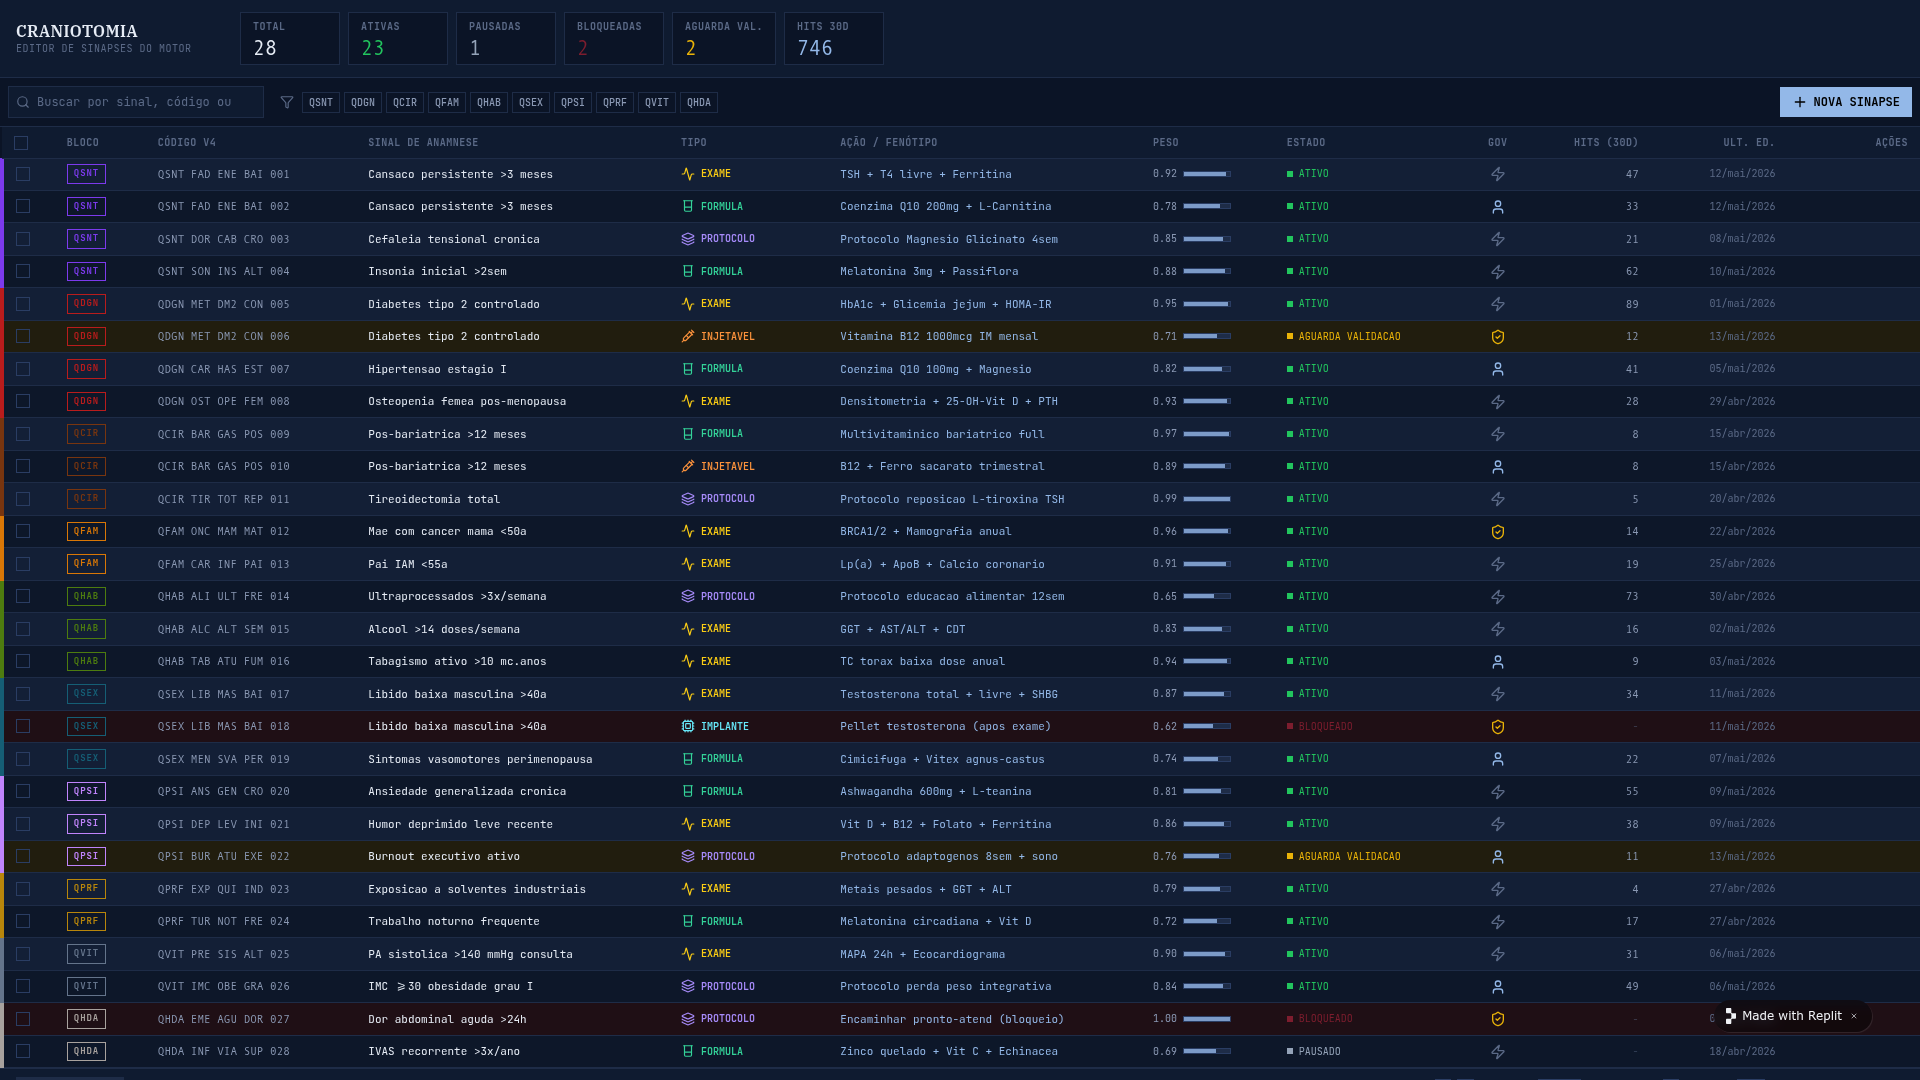 CRANIOTOMIA
EDITOR DE SINAPSES DO MOTOR
TOTAL 28
ATIVAS 23
PAUSADAS 1
BLOQUEADAS 2
AGUARDA VAL. 2
HITS 30D 746
Buscar por sinal, código ou
QSNT QDGN QCIR QFAM QHAB QSEX QPSI QPRF QVIT QHDA
NOVA SINAPSE
BLOCO CÓDIGO V4 SINAL DE ANAMNESE TIPO AÇÃO / FENÓTIPO PESO ESTADO GOV HITS (30D) ULT. ED. AÇÕES
QSNT QSNT FAD ENE BAI 001 Cansaco persistente >3 meses EXAME TSH + T4 livre + Ferritina 0.92 ATIVO 47 12/mai/2026
QSNT QSNT FAD ENE BAI 002 Cansaco persistente >3 meses FORMULA Coenzima Q10 200mg + L-Carnitina 0.78 ATIVO 33 12/mai/2026
QSNT QSNT DOR CAB CRO 003 Cefaleia tensional cronica PROTOCOLO Protocolo Magnesio Glicinato 4sem 0.85 ATIVO 21 08/mai/2026
QSNT QSNT SON INS ALT 004 Insonia inicial >2sem FORMULA Melatonina 3mg + Passiflora 0.88 ATIVO 62 10/mai/2026
QDGN QDGN MET DM2 CON 005 Diabetes tipo 2 controlado EXAME HbA1c + Glicemia jejum + HOMA-IR 0.95 ATIVO 89 01/mai/2026
QDGN QDGN MET DM2 CON 006 Diabetes tipo 2 controlado INJETAVEL Vitamina B12 1000mcg IM mensal 0.71 AGUARDA VALIDACAO 12 13/mai/2026
QDGN QDGN CAR HAS EST 007 Hipertensao estagio I FORMULA Coenzima Q10 100mg + Magnesio 0.82 ATIVO 41 05/mai/2026
QDGN QDGN OST OPE FEM 008 Osteopenia femea pos-menopausa EXAME Densitometria + 25-OH-Vit D + PTH 0.93 ATIVO 28 29/abr/2026
QCIR QCIR BAR GAS POS 009 Pos-bariatrica >12 meses FORMULA Multivitaminico bariatrico full 0.97 ATIVO 8 15/abr/2026
QCIR QCIR BAR GAS POS 010 Pos-bariatrica >12 meses INJETAVEL B12 + Ferro sacarato trimestral 0.89 ATIVO 8 15/abr/2026
QCIR QCIR TIR TOT REP 011 Tireoidectomia total PROTOCOLO Protocolo reposicao L-tiroxina TSH 0.99 ATIVO 5 20/abr/2026
QFAM QFAM ONC MAM MAT 012 Mae com cancer mama <50a EXAME BRCA1/2 + Mamografia anual 0.96 ATIVO 14 22/abr/2026
QFAM QFAM CAR INF PAI 013 Pai IAM <55a EXAME Lp(a) + ApoB + Calcio coronario 0.91 ATIVO 19 25/abr/2026
QHAB QHAB ALI ULT FRE 014 Ultraprocessados >3x/semana PROTOCOLO Protocolo educacao alimentar 12sem 0.65 ATIVO 73 30/abr/2026
QHAB QHAB ALC ALT SEM 015 Alcool >14 doses/semana EXAME GGT + AST/ALT + CDT 0.83 ATIVO 16 02/mai/2026
QHAB QHAB TAB ATU FUM 016 Tabagismo ativo >10 mc.anos EXAME TC torax baixa dose anual 0.94 ATIVO 9 03/mai/2026
QSEX QSEX LIB MAS BAI 017 Libido baixa masculina >40a EXAME Testosterona total + livre + SHBG 0.87 ATIVO 34 11/mai/2026
QSEX QSEX LIB MAS BAI 018 Libido baixa masculina >40a IMPLANTE Pellet testosterona (apos exame) 0.62 BLOQUEADO - 11/mai/2026
QSEX QSEX MEN SVA PER 019 Sintomas vasomotores perimenopausa FORMULA Cimicifuga + Vitex agnus-castus 0.74 ATIVO 22 07/mai/2026
QPSI QPSI ANS GEN CRO 020 Ansiedade generalizada cronica FORMULA Ashwagandha 600mg + L-teanina 0.81 ATIVO 55 09/mai/2026
QPSI QPSI DEP LEV INI 021 Humor deprimido leve recente EXAME Vit D + B12 + Folato + Ferritina 0.86 ATIVO 38 09/mai/2026
QPSI QPSI BUR ATU EXE 022 Burnout executivo ativo PROTOCOLO Protocolo adaptogenos 8sem + sono 0.76 AGUARDA VALIDACAO 11 13/mai/2026
QPRF QPRF EXP QUI IND 023 Exposicao a solventes industriais EXAME Metais pesados + GGT + ALT 0.79 ATIVO 4 27/abr/2026
QPRF QPRF TUR NOT FRE 024 Trabalho noturno frequente FORMULA Melatonina circadiana + Vit D 0.72 ATIVO 17 27/abr/2026
QVIT QVIT PRE SIS ALT 025 PA sistolica >140 mmHg consulta EXAME MAPA 24h + Ecocardiograma 0.90 ATIVO 31 06/mai/2026
QVIT QVIT IMC OBE GRA 026 IMC >=30 obesidade grau I PROTOCOLO Protocolo perda peso integrativa 0.84 ATIVO 49 06/mai/2026
QHDA QHDA EME AGU DOR 027 Dor abdominal aguda >24h PROTOCOLO Encaminhar pronto-atend (bloqueio) 1.00 BLOQUEADO -
QHDA QHDA INF VIA SUP 028 IVAS recorrente >3x/ano FORMULA Zinco quelado + Vit C + Echinacea 0.69 PAUSADO - 18/abr/2026
Made with Replit ×